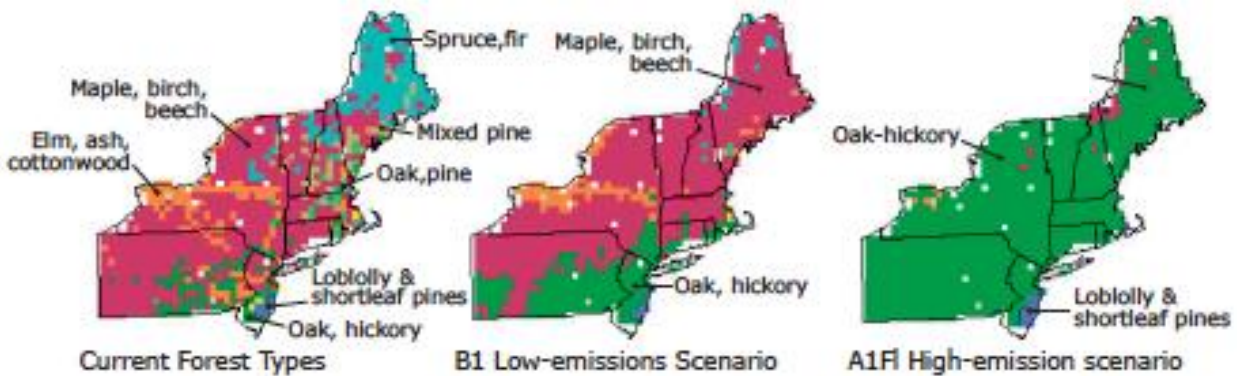 Spruce,fir
Maple, birch,
beech
Elm, ash,
cottonwood
Mixed pine
Oak,pine
Loblolly &
shortleaf pines
Oak, hickory
Current Forest Types
Maple, birch,
beech
Oak, hickory
B1 Low-emissions Scenario
Oak-hickory
Loblolly &
shortleaf pines
A1FI High-emission scenario